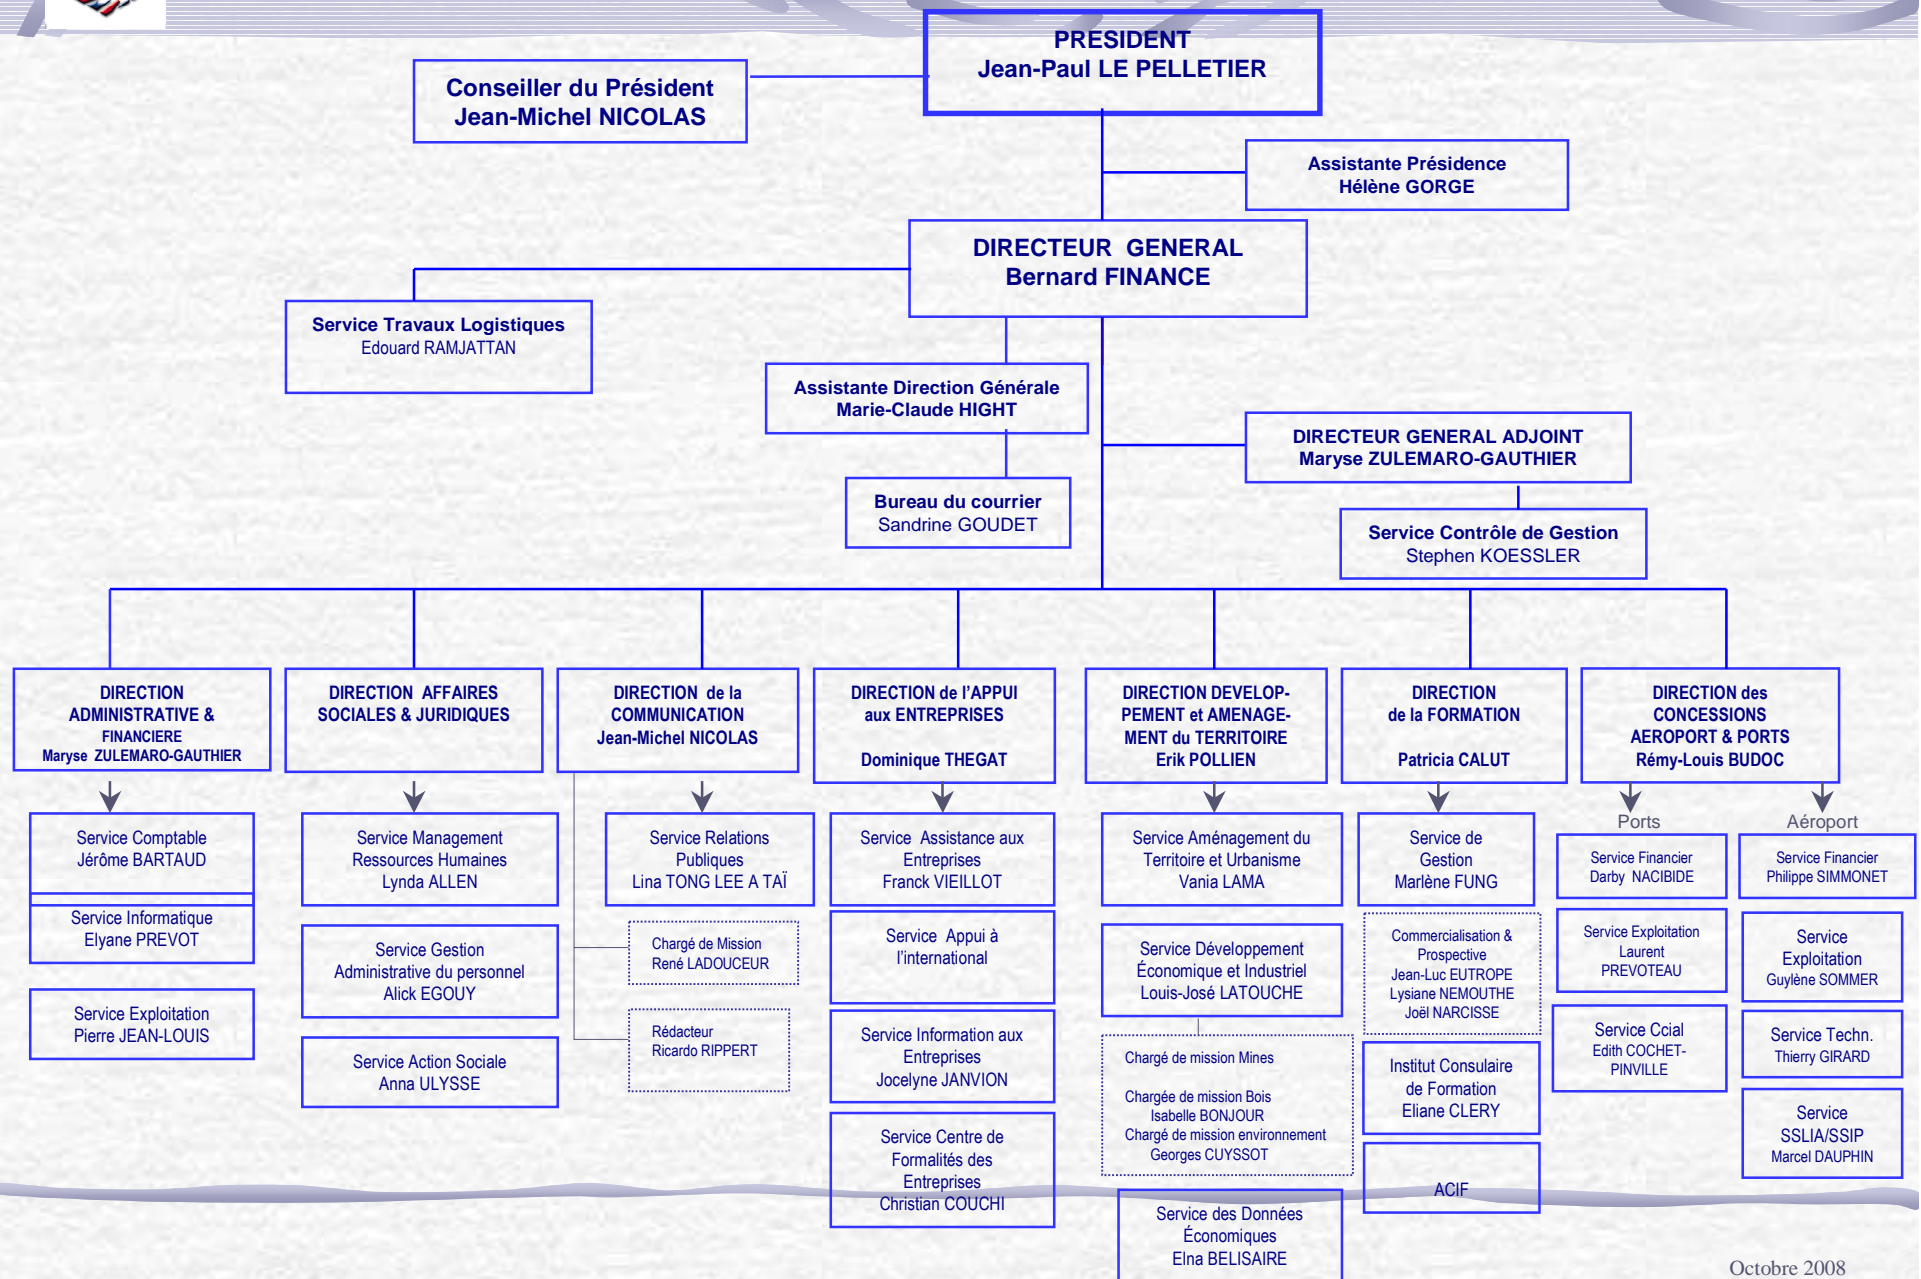 PRESIDENT
Jean-Paul LE PELLETIER
Conseiller du Président
Jean-Michel NICOLAS
Assistante Présidence
Hélène GORGE
DIRECTEUR GENERAL
Bernard FINANCE
Service Travaux Logistiques
Edouard RAMJATTAN
Assistante Direction Générale
Marie-Claude HIGHT
DIRECTEUR GENERAL ADJOINT
Maryse ZULEMARO-GAUTHIER
Bureau du courrier
Sandrine GOUDET
Service Contrôle de Gestion
Stephen KOESSLER
DIRECTION
ADMINISTRATIVE &
FINANCIERE
Maryse ZULEMARO-GAUTHIER
Service Comptable
Jérôme BARTAUD
Service Informatique
Elyane PREVOT
Service Exploitation
Pierre JEAN-LOUIS
DIRECTION AFFAIRES
SOCIALES & JURIDIQUES
Service Management
Ressources Humaines
Lynda ALLEN
Service Gestion
Administrative du personnel
Alick EGOUY
Service Action Sociale
Anna ULYSSE
DIRECTION de la
COMMUNICATION
Jean-Michel NICOLAS
Service Relations
Publiques
Lina TONG LEE A TAÏ
Chargé de Mission
René LADOUCEUR
Rédacteur
Ricardo RIPPERT
DIRECTION de l’APPUI
aux ENTREPRISES
Dominique THEGAT
Service Assistance aux
Entreprises
Franck VIEILLOT
Service Appui à
l’international
Service Information aux
Entreprises
Jocelyne JANVION
Service Centre de
Formalités des
Entreprises
Christian COUCHI
DIRECTION DEVELOP-
PEMENT et AMENAGE-
MENT du TERRITOIRE
Erik POLLIEN
Service Aménagement du
Territoire et Urbanisme
Vania LAMA
Service Développement
Économique et Industriel
Louis-José LATOUCHE
Chargé de mission Mines
Chargée de mission Bois
Isabelle BONJOUR
Chargé de mission environnement
Georges CUYSSOT
Service des Données
Économiques
Elna BELISAIRE
DIRECTION
de la FORMATION
Patricia CALUT
Service de
Gestion
Marlène FUNG
Commercialisation &
Prospective
Jean-Luc EUTROPE
Lysiane NEMOUTHE
Joël NARCISSE
Institut Consulaire
de Formation
Eliane CLERY
ACIF
DIRECTION des
CONCESSIONS
AEROPORT & PORTS
Rémy-Louis BUDOC
Ports
Service Financier
Darby NACIBIDE
Service Exploitation
Laurent
PREVOTEAU
Service Ccial
Edith COCHET-
PINVILLE
Aéroport
Service Financier
Philippe SIMMONET
Service
Exploitation
Guylène SOMMER
Service Techn.
Thierry GIRARD
Service
SSLIA/SSIP
Marcel DAUPHIN
Octobre 2008